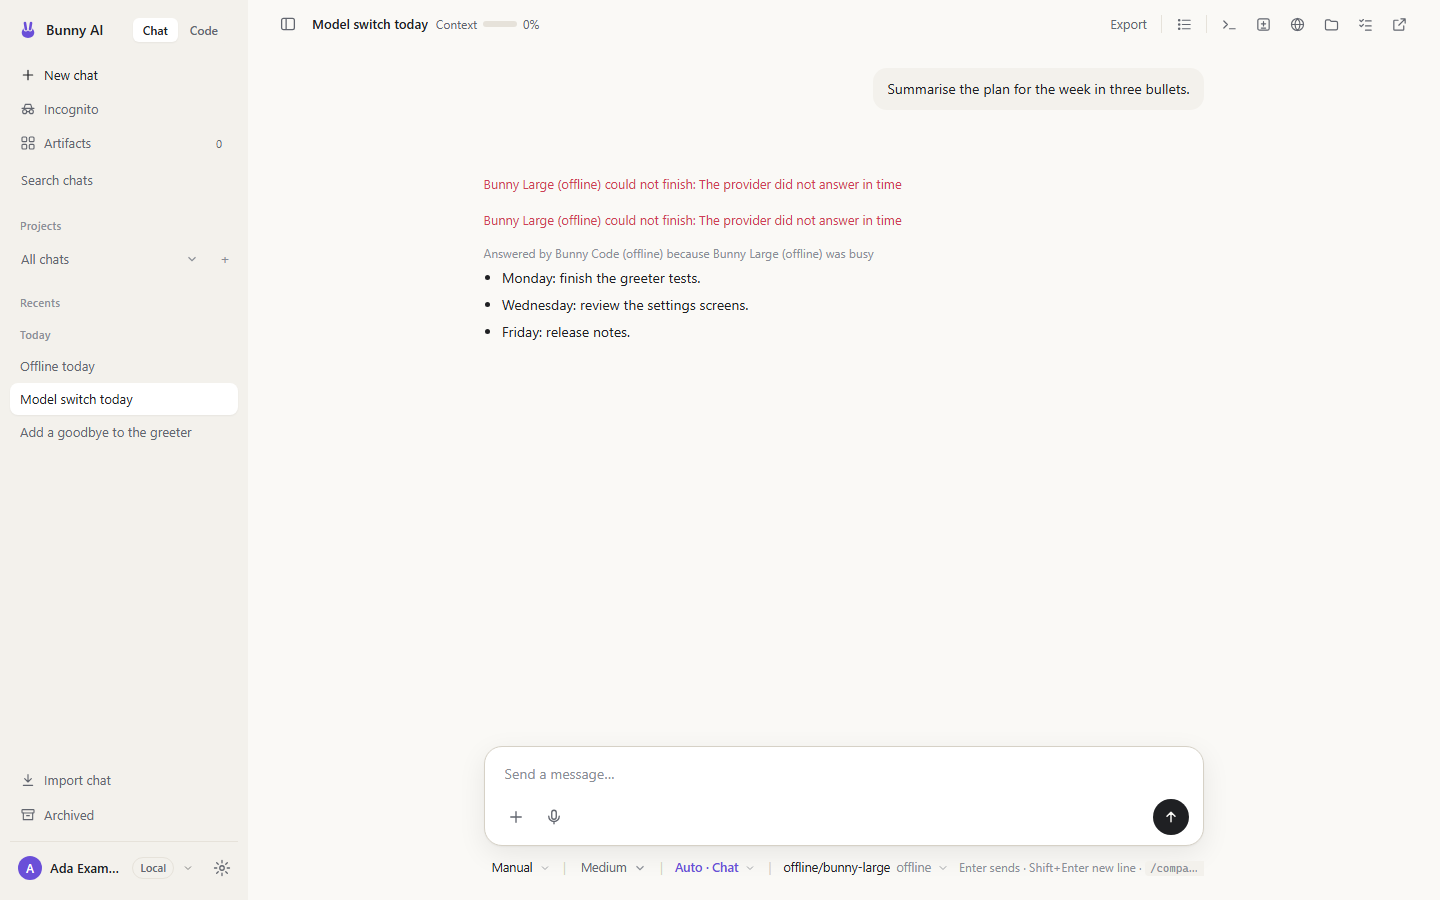 Bunny AI
Chat
Code
New chat
Incognito
Artifacts
0
Search chats
Projects
All chats
+
Recents
Today
Offline today
Model switch today
Add a goodbye to the greeter
Import chat
Archived
A
Ada Exam...
Local
Model switch today
Context
0%
Export
Summarise the plan for the week in three bullets.
Bunny Large (offline) could not finish: The provider did not answer in time
Bunny Large (offline) could not finish: The provider did not answer in time
Answered by Bunny Code (offline) because Bunny Large (offline) was busy
• Monday: finish the greeter tests.
• Wednesday: review the settings screens.
• Friday: release notes.
Send a message...
Manual
Medium
Auto · Chat
offline/bunny-large offline
Enter sends · Shift+Enter new line · /compa...